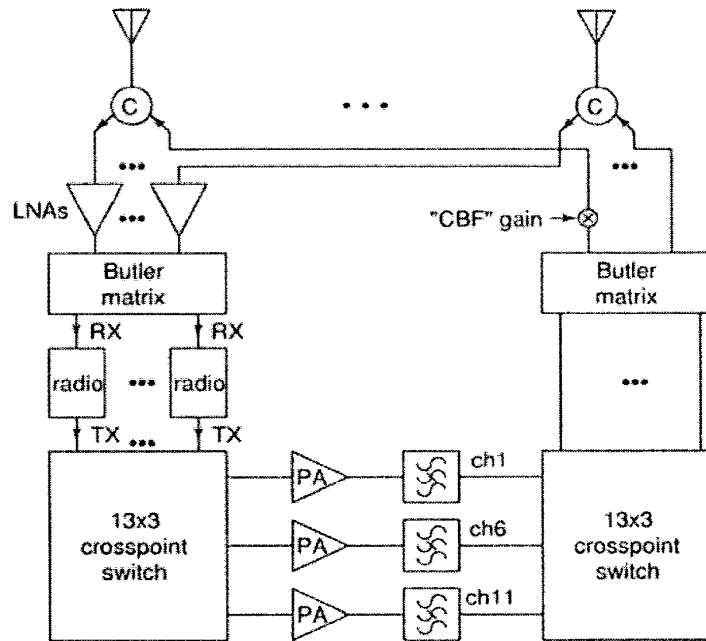 C
C
LNAs
"CBF" gain
Butler
matrix
Butler
matrix
RX
RX
radio
radio
TX
TX
13x3
crosspoint
switch
PA
ch1
PA
ch6
PA
ch11
13x3
crosspoint
switch